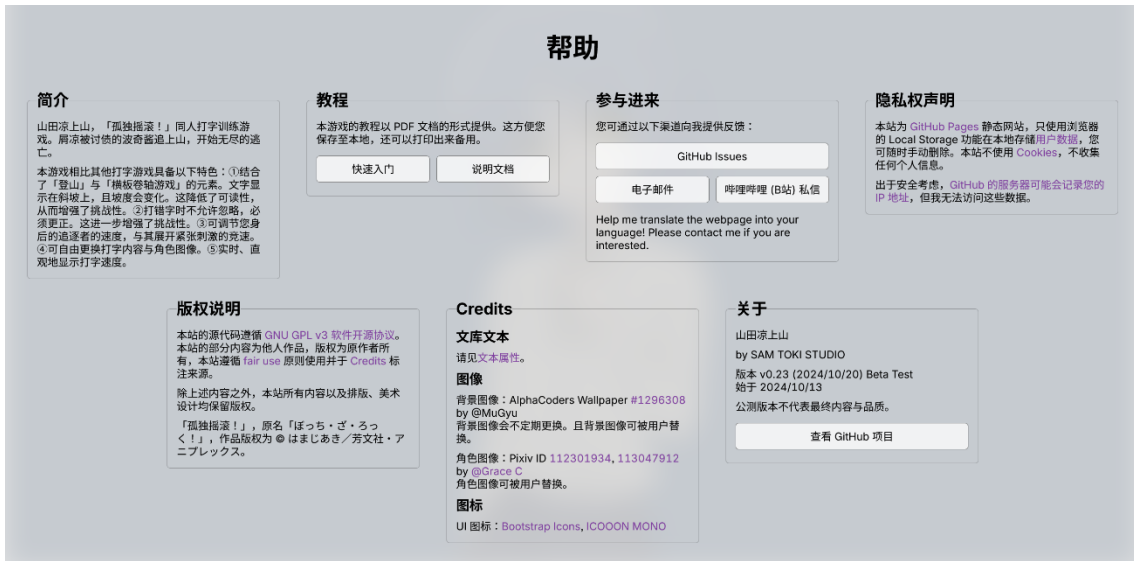 帮助
简介
山田凉上山，「孤独摇滚！」同人打字训练游
戏。屑凉被讨债的波奇酱追上山，开始无尽的逃
亡。
本游戏相比其他打字游戏具备以下特色：①结合
了「登山」与「横板卷轴游戏」的元素。文字显
示在斜坡上，且坡度会变化。这降低了可读性，
从而增强了挑战性。②打错字时不允许忽略，必
须更正。这进一步增强了挑战性。③可调节您身
后的追逐者的速度，与其展开紧张刺激的竞速。
④可自由更换打字内容与角色图像。⑤实时、直
观地显示打字速度。
教程
本游戏的教程以 PDF 文档的形式提供。这方便您
保存至本地，还可以打印出来备用。
快速入门
说明文档
参与进来
您可通过以下渠道向我提供反馈：
GitHub Issues
电子邮件
哔哩哔哩 (B站) 私信
Help me translate the webpage into your
language! Please contact me if you are
interested.
隐私权声明
本站为 GitHub Pages 静态网站，只使用浏览器
的 Local Storage 功能在本地存储用户数据，您
可随时手动删除。本站不使用 Cookies，不收集
任何个人信息。
出于安全考虑，GitHub 的服务器可能会记录您的
IP 地址，但我无法访问这些数据。
版权说明
本站的源代码遵循 GNU GPL v3 软件开源协议。
本站的部分内容为他人作品，版权为原作者所
有，本站遵循 fair use 原则使用并于 Credits 标
注来源。
除上述内容之外，本站所有内容以及排版、美术
设计均保留版权。
「孤独摇滚！」，原名「ぼっち・ざ・ろっ
く！」，作品版权为 © はまじあき／芳文社・ア
ニプレックス。
Credits
文库文本
请见文本属性。
图像
背景图像：AlphaCoders Wallpaper #1296308
by @MuGyu
背景图像会不定期更换。且背景图像可被用户替
换。
角色图像：Pixiv ID 112301934, 113047912
by @Grace C
角色图像可被用户替换。
图标
UI 图标：Bootstrap Icons, ICOOON MONO
关于
山田凉上山
by SAM TOKI STUDIO
版本 v0.23 (2024/10/20) Beta Test
始于 2024/10/13
公测版本不代表最终内容与品质。
查看 GitHub 项目